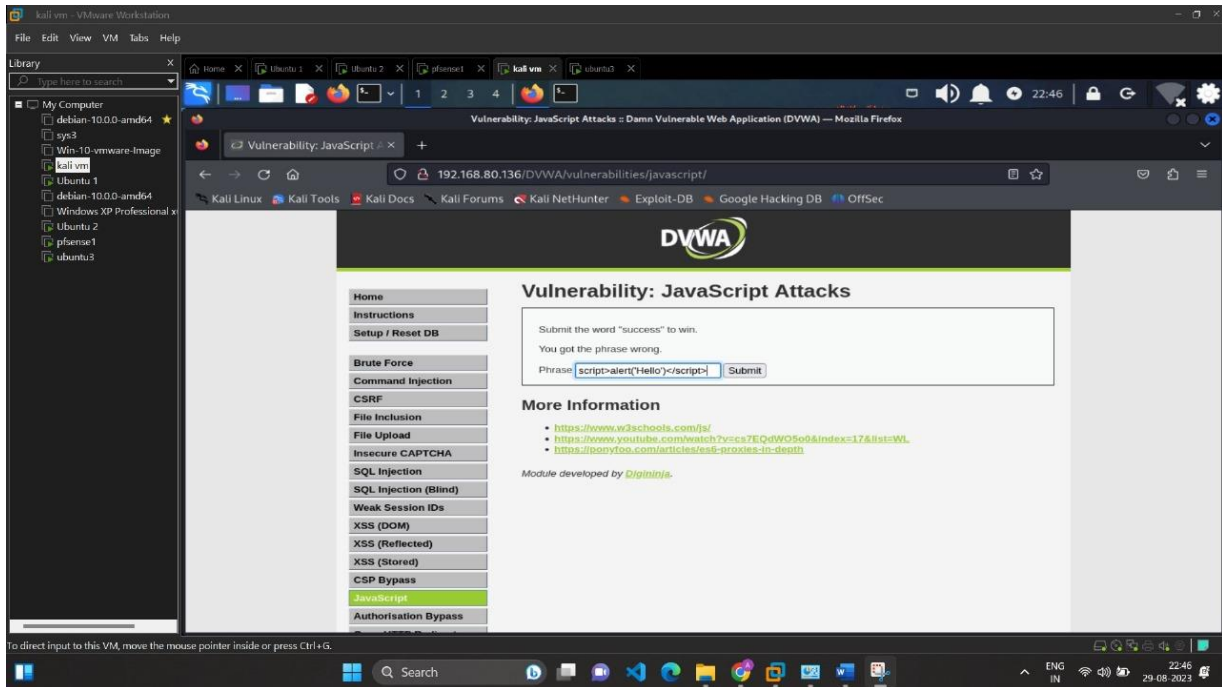 kali vm - VMware Workstation
File Edit View VM Tabs Help
Library
Type here to search
My Computer
debian-10.0.0-amd64
sys3
Win-10-vmware-Image
kali vm
Ubuntu 1
debian-10.0.0-amd64
Windows XP Professional x
Ubuntu 2
pfsense1
ubuntu3
Home Ubuntu 1 Ubuntu 2 pfsense1 kali vm ubuntu3
1 2 3 4 22:46
Vulnerability: JavaScript Attacks :: Damn Vulnerable Web Application (DVWA) — Mozilla Firefox
Vulnerability: JavaScript A
192.168.80.136/DVWA/vulnerabilities/javascript/
Kali Linux Kali Tools Kali Docs Kali Forums Kali NetHunter Exploit-DB Google Hacking DB OffSec
DVWA
Home
Instructions
Setup / Reset DB
Brute Force
Command Injection
CSRF
File Inclusion
File Upload
Insecure CAPTCHA
SQL Injection
SQL Injection (Blind)
Weak Session IDs
XSS (DOM)
XSS (Reflected)
XSS (Stored)
CSP Bypass
JavaScript
Authorisation Bypass
Vulnerability: JavaScript Attacks
Submit the word "success" to win.
You got the phrase wrong.
Phrase script>alert('Hello')</script> Submit
More Information
https://www.w3schools.com/js/
https://www.youtube.com/watch?v=cs7EQdWO5o0&index=17&list=WL
https://ponyfoo.com/articles/es6-proxies-in-depth
Module developed by Digininja.
To direct input to this VM, move the mouse pointer inside or press Ctrl+G.
Search
ENG
IN
22:46
29-08-2023